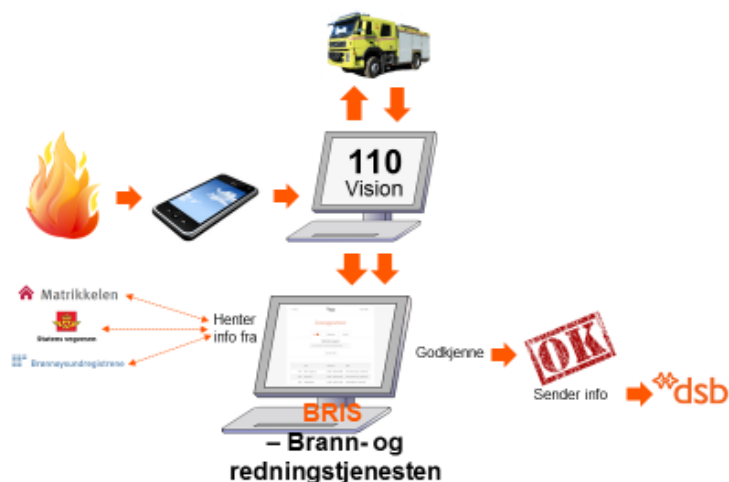 110
Vision
Matrikkelen
Statens vegvesen
Brønnøysundregistrene
Henter
info fra
Godkjenne
OK
Sender info
dsb
BRIS
– Brann- og
redningstjenesten